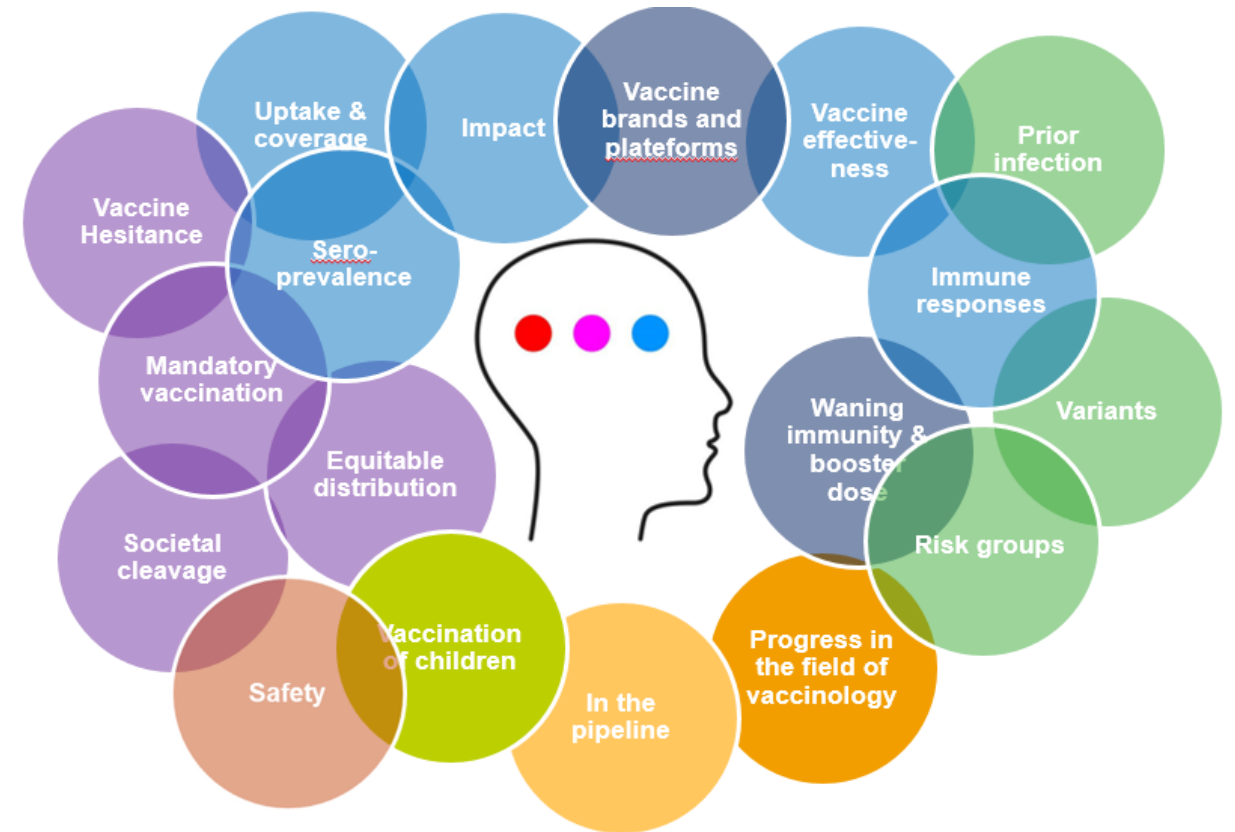 Uptake &
coverage
Impact
Vaccine
brands and
plateforms
Vaccine
effective-
ness
Prior
infection
Vaccine
Hesitance
Sero-
prevalence
Immune
responses
Mandatory
vaccination
Waning
immunity &
booster
dose
Variants
Equitable
distribution
Societal
cleavage
Risk groups
Vaccination
of children
Safety
In the
pipeline
Progress in
the field of
vaccinology